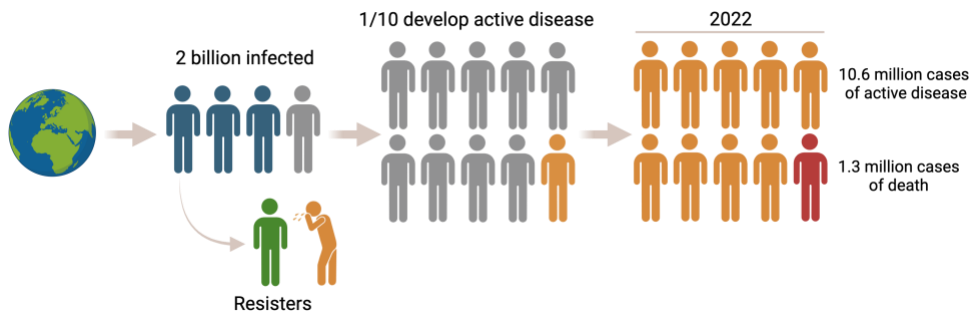 2 billion infected
Resisters
1/10 develop active disease
2022
10.6 million cases
of active disease
1.3 million cases
of death